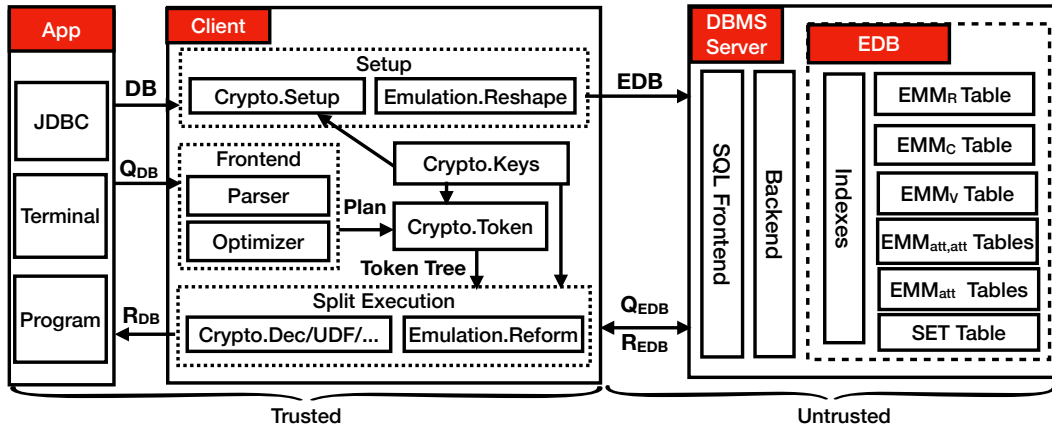 App
JDBC
Terminal
Program
DB
QDB
RDB
Client
Setup
Crypto.Setup
Emulation.Reshape
Frontend
Parser
Optimizer
Plan
Crypto.Keys
Crypto.Token
Token Tree
Split Execution
Crypto.Dec/UDF/...
Emulation.Reform
EDB
QEDB
REDB
DBMS
Server
SQL Frontend
Backend
EDB
Indexes
EMMR Table
EMMC Table
EMMV Table
EMMatt,att Tables
EMMatt Tables
SET Table
Trusted
Untrusted